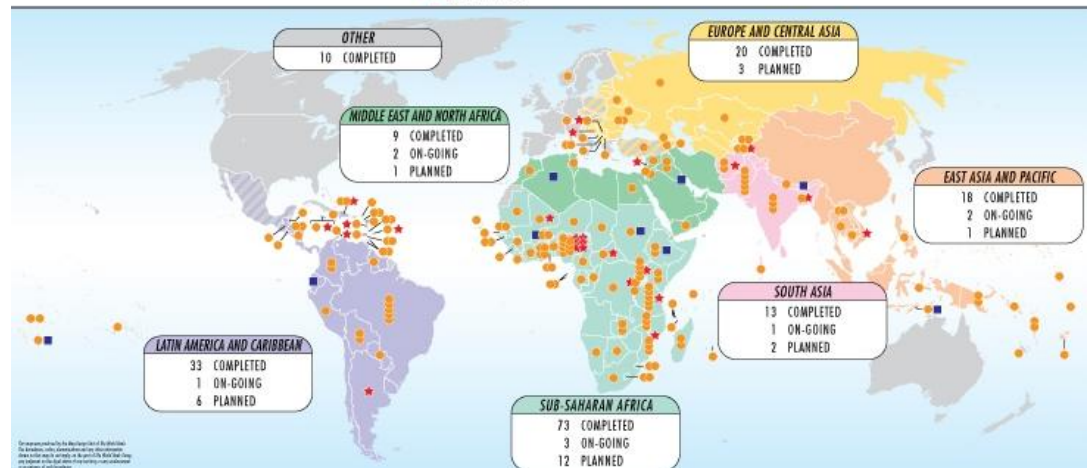 OTHER
10 COMPLETED
EUROPE AND CENTRAL ASIA
20 COMPLETED
3 PLANNED
MIDDLE EAST AND NORTH AFRICA
9 COMPLETED
2 ON-GOING
1 PLANNED
EAST ASIA AND PACIFIC
18 COMPLETED
2 ON-GOING
1 PLANNED
SOUTH ASIA
13 COMPLETED
1 ON-GOING
2 PLANNED
LATIN AMERICA AND CARIBBEAN
33 COMPLETED
1 ON-GOING
6 PLANNED
SUB-SAHARAN AFRICA
73 COMPLETED
3 ON-GOING
12 PLANNED